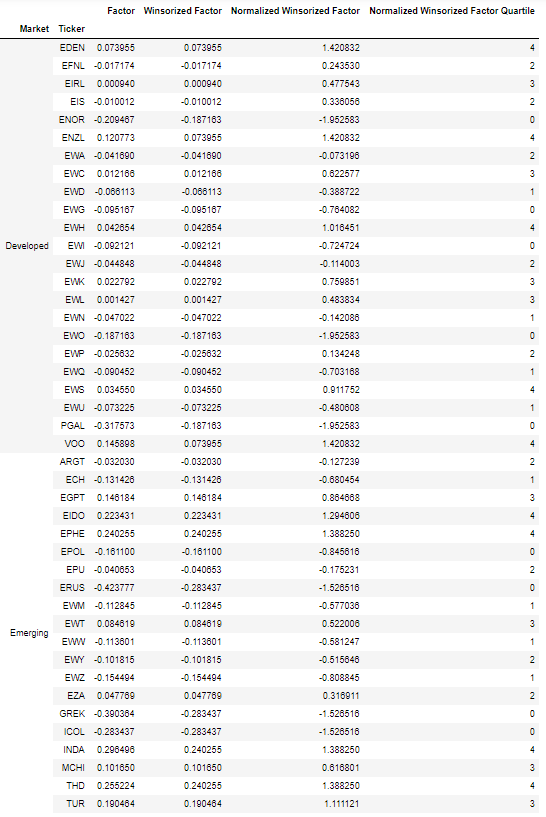 Factor Winsorized Factor Normalized Winsorized Factor Normalized Winsorized Factor Quartile
Market Ticker
EDEN 0.073955 0.073955 1.420832 4
EFNL -0.017174 -0.017174 0.243530 2
EIRL 0.000940 0.000940 0.477543 3
EIS -0.010012 -0.010012 0.336056 2
ENOR -0.209467 -0.187163 -1.952583 0
ENZL 0.120773 0.073955 1.420832 4
EWA -0.041690 -0.041690 -0.073196 2
EWC 0.012166 0.012166 0.622577 3
EWD -0.066113 -0.066113 -0.388722 1
EWG -0.095167 -0.095167 -0.764082 0
EWH 0.042654 0.042654 1.016451 4
Developed EWI -0.092121 -0.092121 -0.724724 0
EWJ -0.044848 -0.044848 -0.114003 2
EWK 0.022792 0.022792 0.759851 3
EWL 0.001427 0.001427 0.483834 3
EWN -0.047022 -0.047022 -0.142086 1
EWO -0.187163 -0.187163 -1.952583 0
EWP -0.025632 -0.025632 0.134248 2
EWQ -0.090452 -0.090452 -0.703168 1
EWS 0.034550 0.034550 0.911752 4
EWU -0.073225 -0.073225 -0.480608 1
PGAL -0.317573 -0.187163 -1.952583 0
VOO 0.145898 0.073955 1.420832 4
ARGT -0.032030 -0.032030 -0.127239 2
ECH -0.131426 -0.131426 -0.680454 1
EGPT 0.146184 0.146184 0.864668 3
EIDO 0.223431 0.223431 1.294606 4
EPHE 0.240255 0.240255 1.388250 4
EPOL -0.161100 -0.161100 -0.845616 0
EPU -0.040653 -0.040653 -0.175231 2
ERUS -0.423777 -0.283437 -1.526516 0
EWM -0.112845 -0.112845 -0.577036 1
Emerging EWT 0.084619 0.084619 0.522006 3
EWW -0.113601 -0.113601 -0.581247 1
EWY -0.101815 -0.101815 -0.515646 2
EWZ -0.154494 -0.154494 -0.808845 1
EZA 0.047769 0.047769 0.316911 2
GREK -0.390364 -0.283437 -1.526516 0
ICOL -0.283437 -0.283437 -1.526516 0
INDA 0.296496 0.240255 1.388250 4
MCHI 0.101650 0.101650 0.616801 3
THD 0.255224 0.240255 1.388250 4
TUR 0.190464 0.190464 1.111121 3